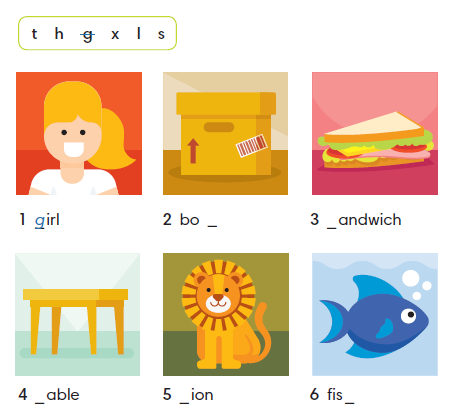 t h g x l s
1 girl 2 bo _ 3 _andwich
4 _able 5 _ion 6 fis_